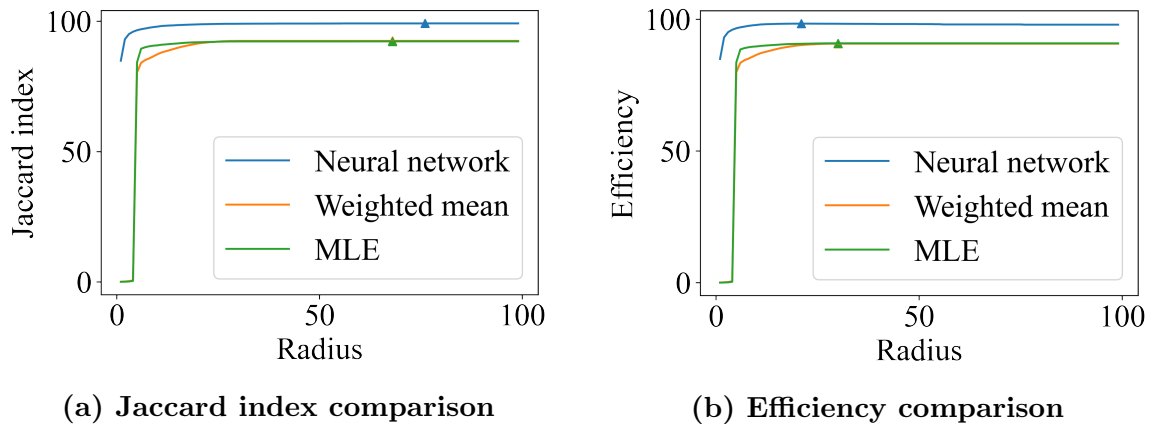 100
50
0
0
50
100
Jaccard index
Radius
Neural network
Weighted mean
MLE
(a) Jaccard index comparison
100
50
0
0
50
100
Efficiency
Radius
Neural network
Weighted mean
MLE
(b) Efficiency comparison